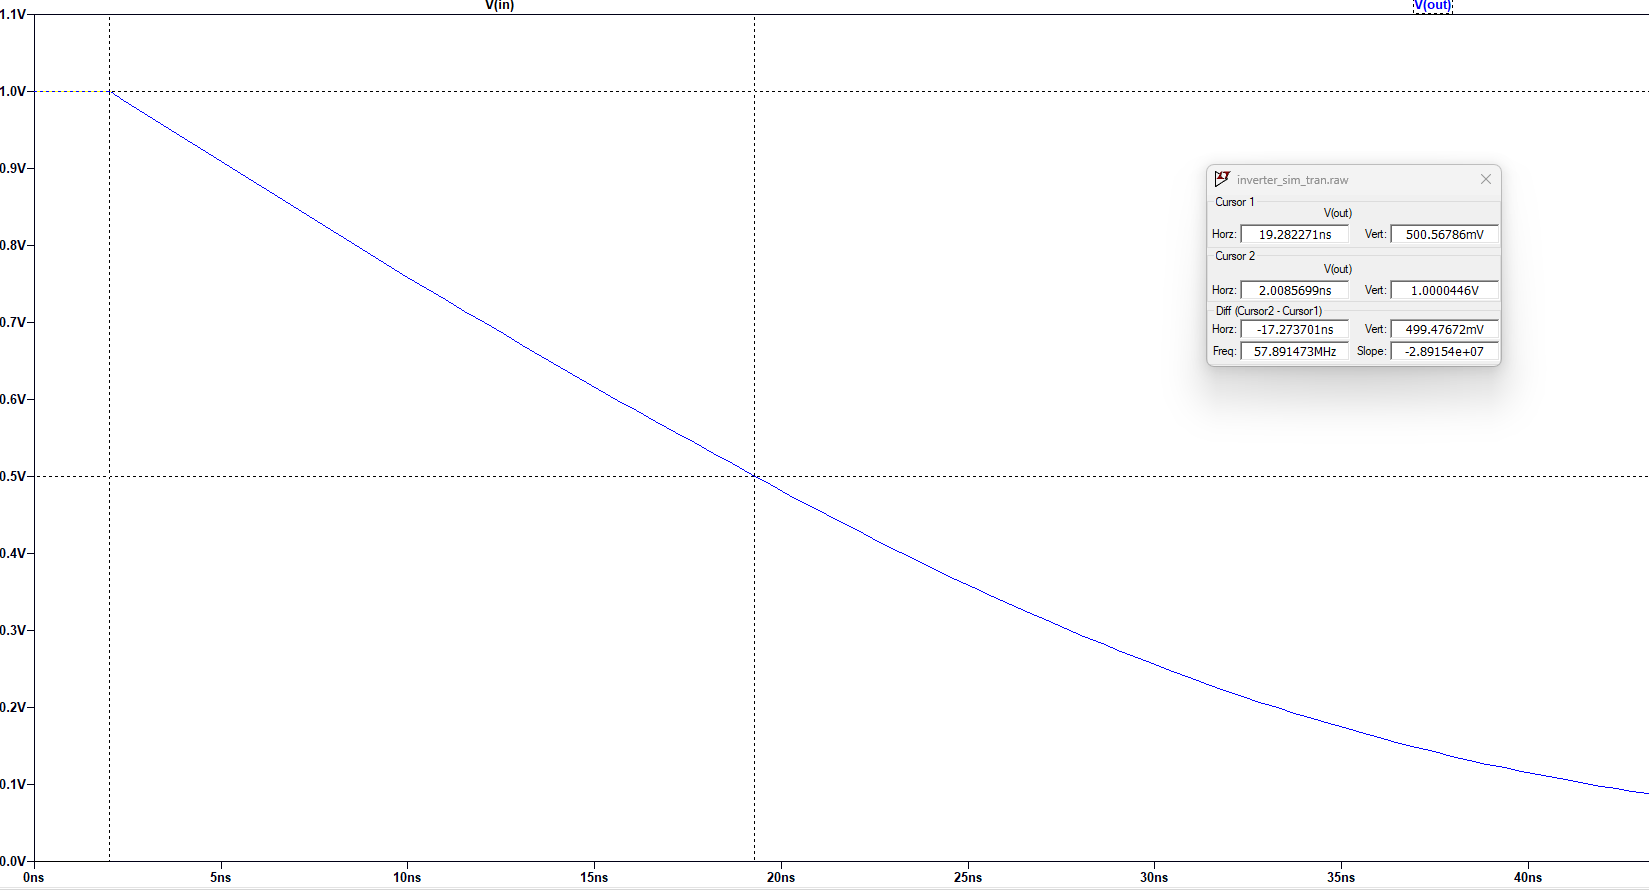 V(in) V(out)
1.1V
1.0V
0.9V
0.8V
0.7V
0.6V
0.5V
0.4V
0.3V
0.2V
0.1V
0.0V
0ns 5ns 10ns 15ns 20ns 25ns 30ns 35ns 40ns
inverter_sim_tran.raw
Cursor 1
V(out)
Horz: 19.282271ns Vert: 500.56786mV
Cursor 2
V(out)
Horz: 2.0085699ns Vert: 1.0000446V
Diff (Cursor2 - Cursor1)
Horz: -17.273701ns Vert: 499.47672mV
Freq: 57.891473MHz Slope: -2.89154e+07